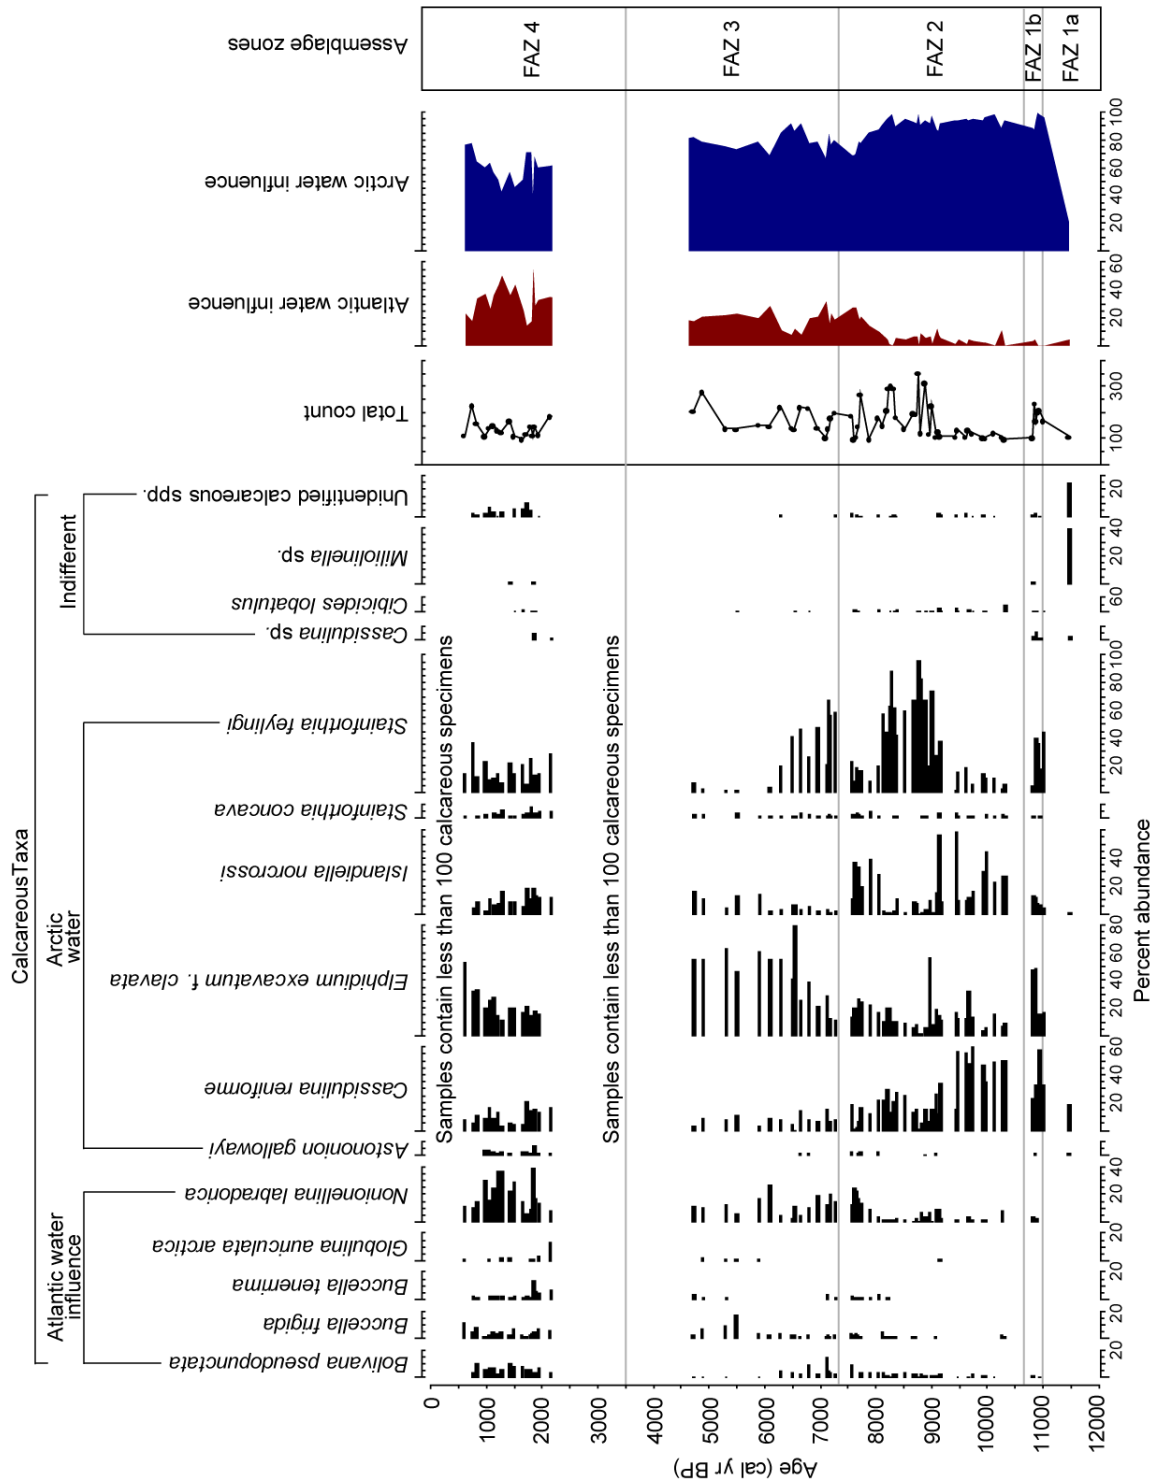 CalcareousTaxa
Atlantic water
influence
Arctic
water
Indifferent
Bolivana pseudopunctata
Buccella frigida
Buccella tenerrima
Globulina auriculata arctica
Nonionellina labradorica
Astononion gallowayi
Cassidulina reniforme
Elphidium excavatum f. clavata
Islandiella norcrossi
Stainforthia concava
Stainforthia feylingi
Cassidulina sp.
Cibicides lobatulus
Miliolinella sp.
Unidentified calcareous spp.
Total count
Atlantic water influence
Arctic water influence
Assemblage zones
Age (cal yr BP)
0
1000
2000
3000
4000
5000
6000
7000
8000
9000
10000
11000
12000
Samples contain less than 100 calcareous specimens
Samples contain less than 100 calcareous specimens
FAZ 4
FAZ 3
FAZ 2
FAZ 1b
FAZ 1a
20
20
20
20 40
20 40 60
20 40 60 80
20 40
20 40 60 80 100
60
20 40
20
100 300
20 40 60
20 40 60 80 100
Percent abundance